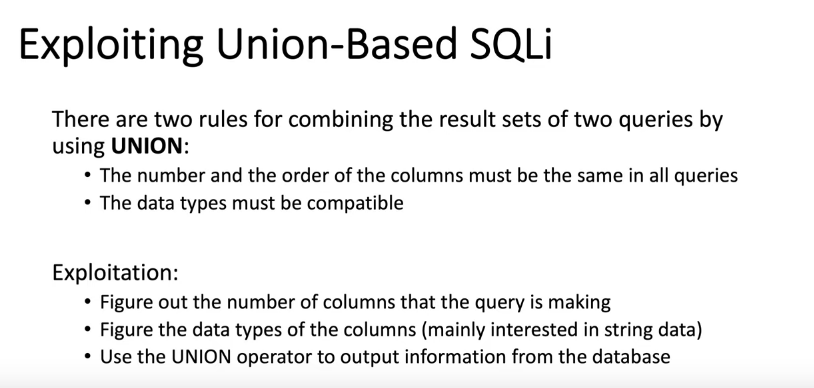 Exploiting Union-Based SQLi
There are two rules for combining the result sets of two queries by
using UNION:
• The number and the order of the columns must be the same in all queries
• The data types must be compatible
Exploitation:
• Figure out the number of columns that the query is making
• Figure the data types of the columns (mainly interested in string data)
• Use the UNION operator to output information from the database